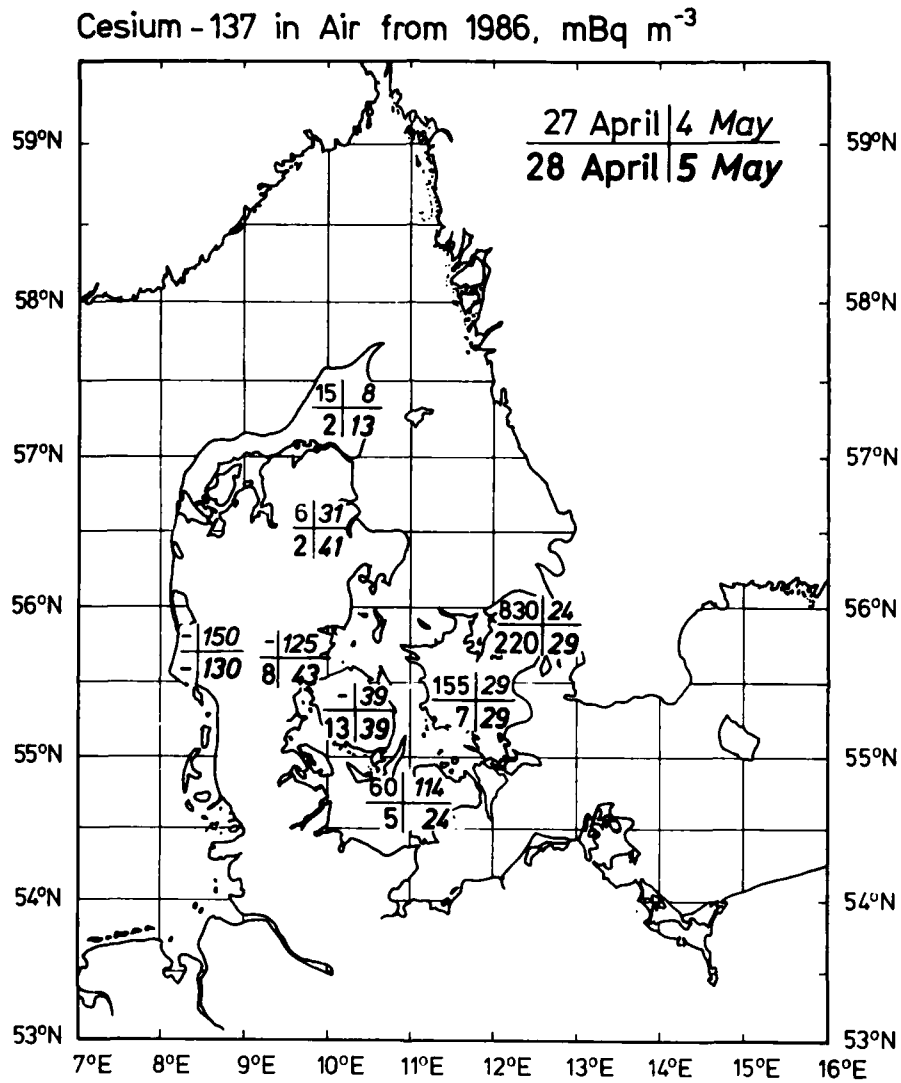 Cesium-137 in Air from 1986, mBq m⁻³
27 April | 4 May
28 April | 5 May
59°N 59°N
58°N 58°N
15 | 8
2 | 13
57°N 57°N
6 | 31
2 | 41
56°N 56°N
830 | 24
220 | 29
- | 150
- | 130
- | 125
8 | 43
155 | 29
7 | 29
- | 39
13 | 39
55°N 55°N
60 | 114
5 | 24
54°N 54°N
53°N 53°N
7°E 8°E 9°E 10°E 11°E 12°E 13°E 14°E 15°E 16°E